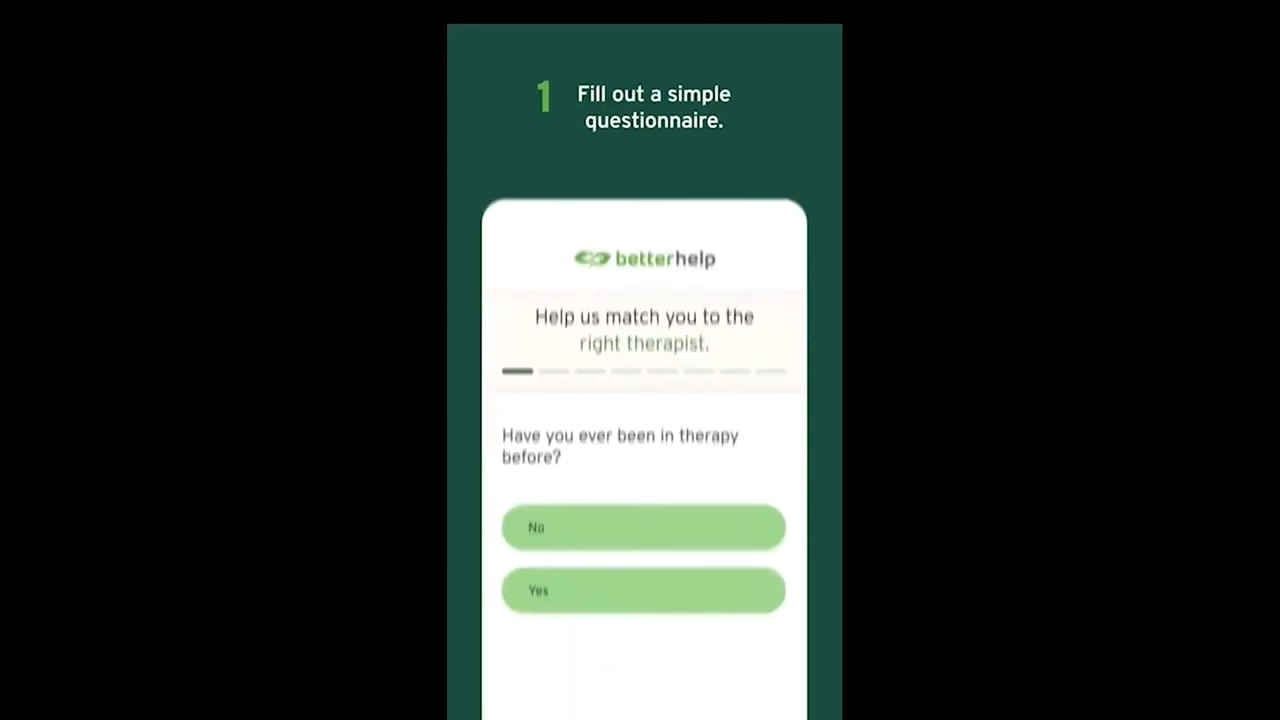 1 Fill out a simple
questionnaire.
betterhelp
Help us match you to the
right therapist.
Have you ever been in therapy
before?
No
Yes